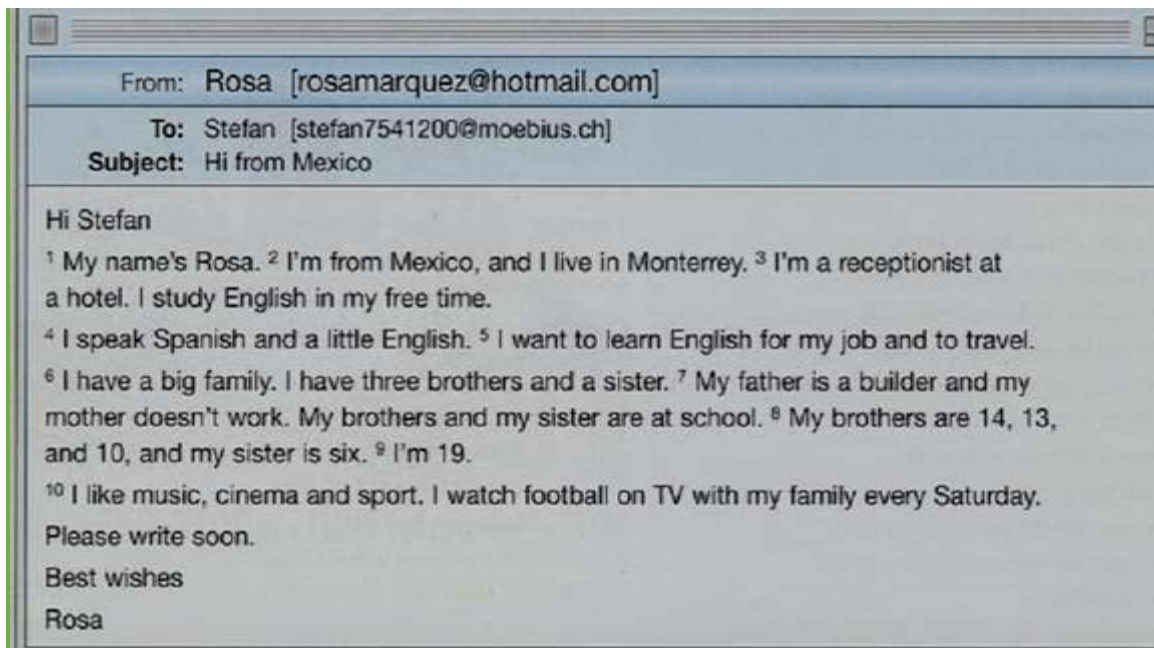 From: Rosa [rosamarquez@hotmail.com]
To: Stefan [stefan7541200@moebius.ch]
Subject: Hi from Mexico
Hi Stefan
¹ My name's Rosa. ² I'm from Mexico, and I live in Monterrey. ³ I'm a receptionist at
a hotel. I study English in my free time.
⁴ I speak Spanish and a little English. ⁵ I want to learn English for my job and to travel.
⁶ I have a big family. I have three brothers and a sister. ⁷ My father is a builder and my
mother doesn't work. My brothers and my sister are at school. ⁸ My brothers are 14, 13,
and 10, and my sister is six. ⁹ I'm 19.
¹⁰ I like music, cinema and sport. I watch football on TV with my family every Saturday.
Please write soon.
Best wishes
Rosa